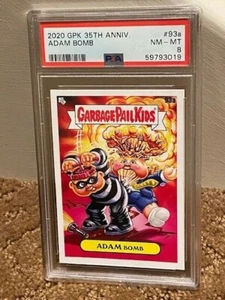 2020 GPK 35TH ANNIV.
#93a
ADAM BOMB
NM - MT
8
PSA
59793019
GARBAGE PAIL KIDS
ADAM BOMB